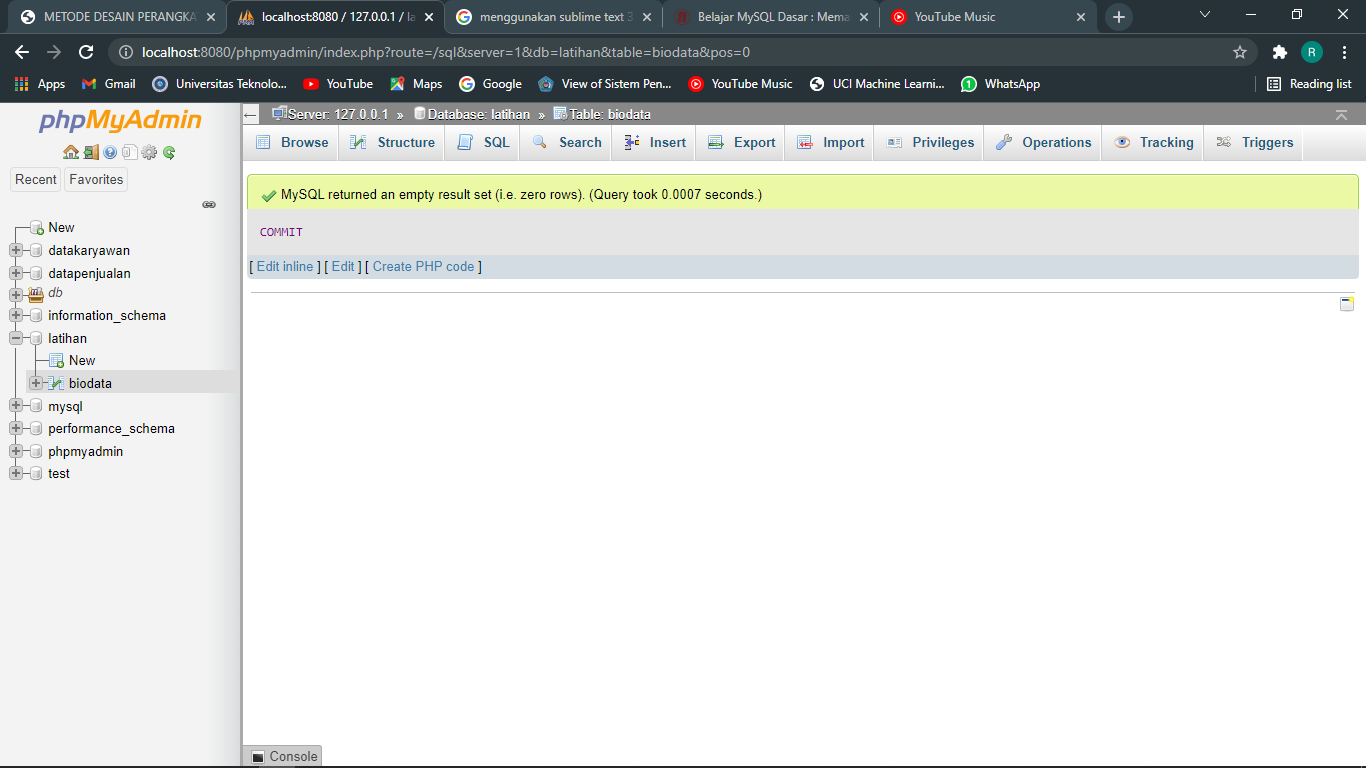 METODE DESAIN PERANGKA
localhost:8080 / 127.0.0.1 / la
menggunakan sublime text 3
Belajar MySQL Dasar : Mema
YouTube Music
localhost:8080/phpmyadmin/index.php?route=/sql&server=1&db=latihan&table=biodata&pos=0
R
Apps
Gmail
Universitas Teknolo...
YouTube
Maps
Google
View of Sistem Pen...
YouTube Music
UCI Machine Learni...
1
WhatsApp
Reading list
phpMyAdmin
Recent
Favorites
New
datakaryawan
datapenjualan
db
information_schema
latihan
New
biodata
mysql
performance_schema
phpmyadmin
test
Server: 127.0.0.1 » Database: latihan » Table: biodata
Browse
Structure
SQL
Search
Insert
Export
Import
Privileges
Operations
Tracking
Triggers
MySQL returned an empty result set (i.e. zero rows). (Query took 0.0007 seconds.)
COMMIT
[ Edit inline ] [ Edit ] [ Create PHP code ]
Console